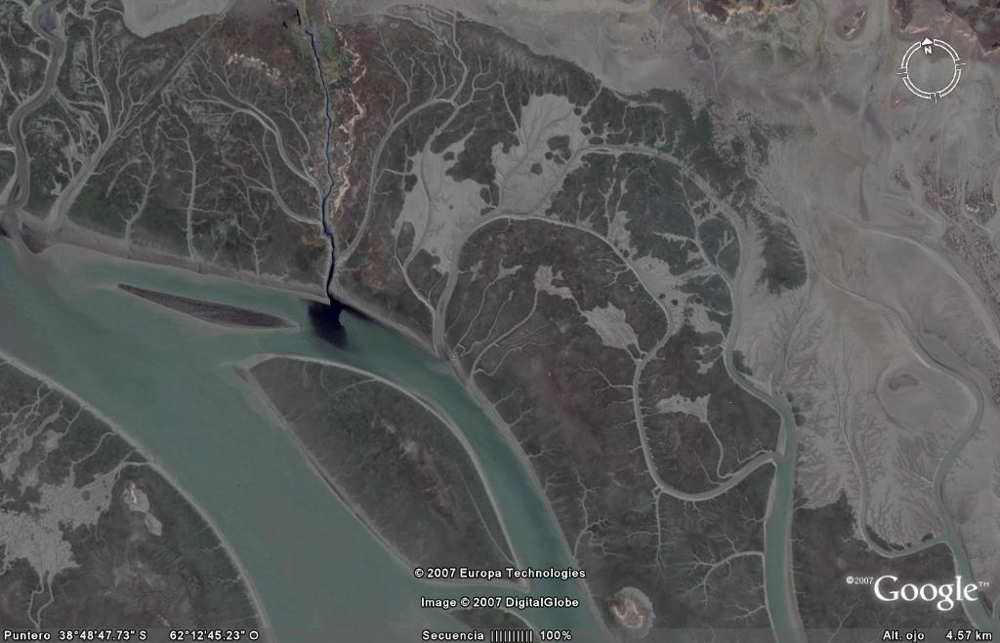 N
© 2007 Europa Technologies
Image © 2007 DigitalGlobe
©2007 Google™
Puntero 38°48'47.73" S 62°12'45.23" O Secuencia |||||||||| 100% Alt. ojo 4.57 km